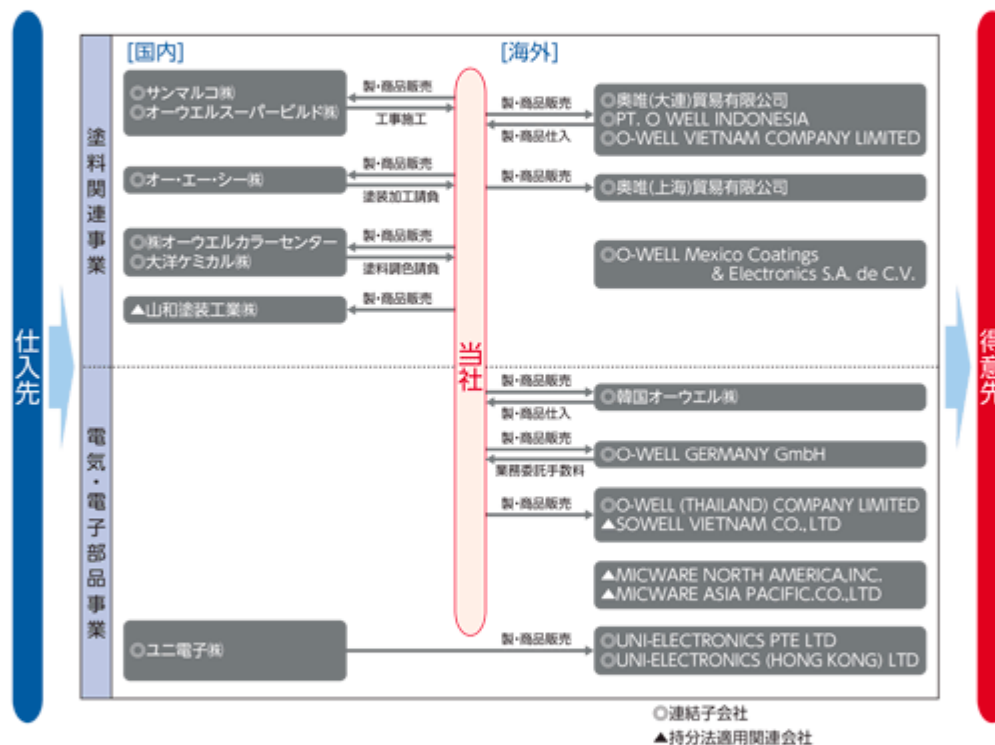 [国内]
[海外]
仕入先
塗料関連事業
◎サンマルコ㈱
◎オーウエルスーパービルド㈱
製・商品販売
工事施工
製・商品販売
製・商品仕入
◎奥唯(大連)貿易有限公司
◎PT. O WELL INDONESIA
◎O-WELL VIETNAM COMPANY LIMITED
◎オー・エー・シー㈱
製・商品販売
塗装加工請負
製・商品販売
◎奥唯(上海)貿易有限公司
◎㈱オーウエルカラーセンター
◎大洋ケミカル㈱
製・商品販売
塗料調色請負
◎O-WELL Mexico Coatings
& Electronics S.A. de C.V.
▲山和塗装工業㈱
製・商品販売
当社
電気・電子部品事業
製・商品販売
製・商品仕入
◎韓国オーウエル㈱
製・商品販売
業務委託手数料
◎O-WELL GERMANY GmbH
製・商品販売
◎O-WELL (THAILAND) COMPANY LIMITED
▲SOWELL VIETNAM CO.,LTD
▲MICWARE NORTH AMERICA,INC.
▲MICWARE ASIA PACIFIC.CO.,LTD
◎ユニ電子㈱
製・商品販売
◎UNI-ELECTRONICS PTE LTD
◎UNI-ELECTRONICS (HONG KONG) LTD
得意先
◎連結子会社
▲持分法適用関連会社